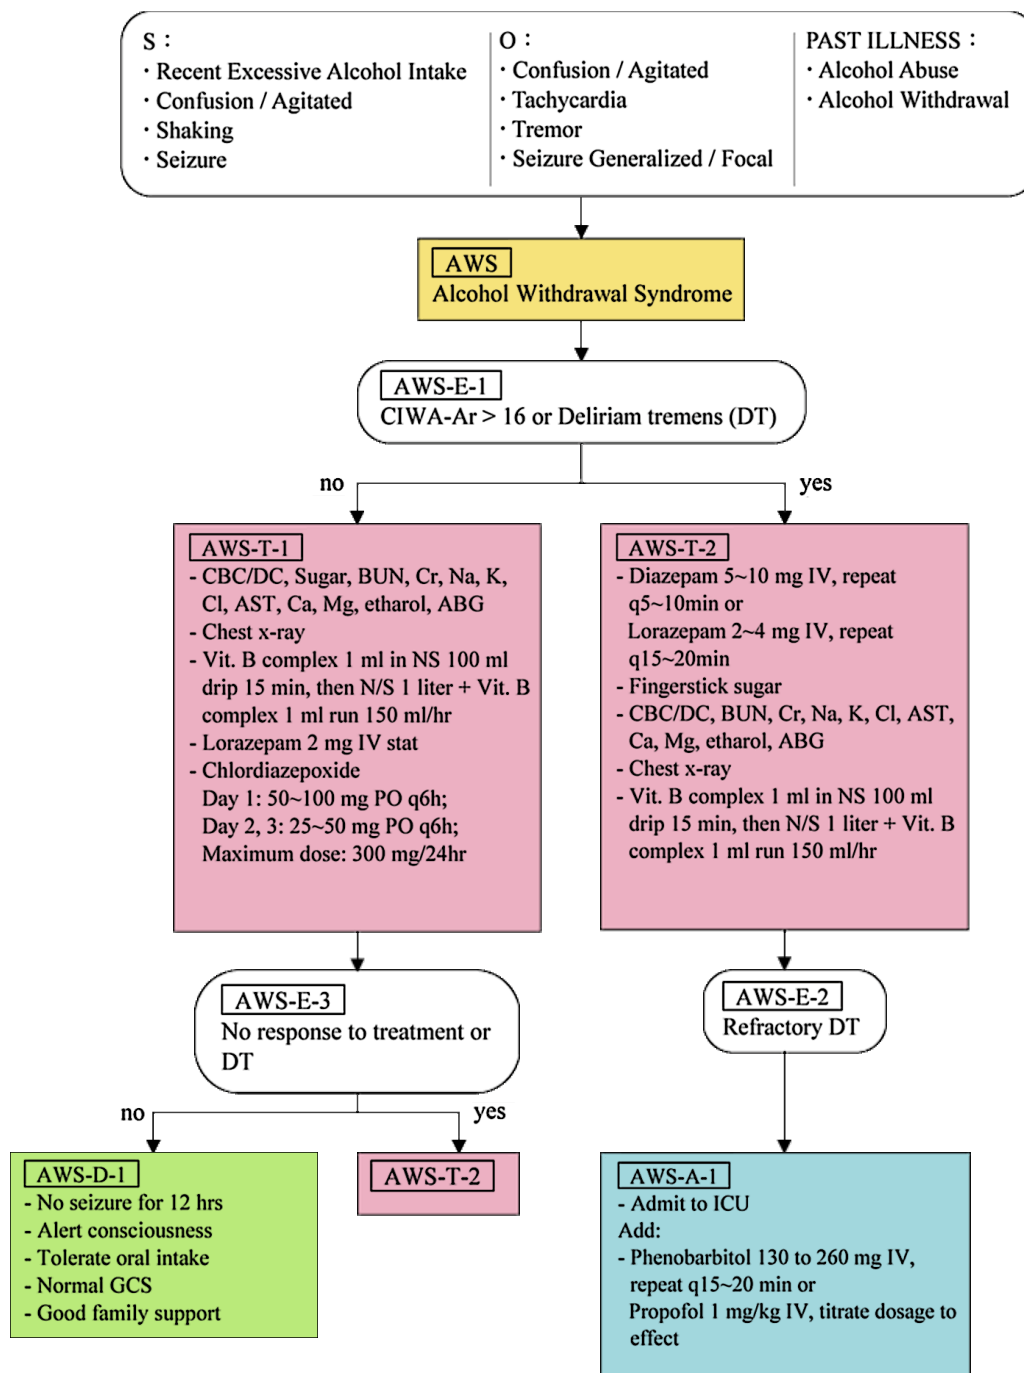 S：
· Recent Excessive Alcohol Intake
· Confusion / Agitated
· Shaking
· Seizure
O：
· Confusion / Agitated
· Tachycardia
· Tremor
· Seizure Generalized / Focal
PAST ILLNESS：
· Alcohol Abuse
· Alcohol Withdrawal
AWS
Alcohol Withdrawal Syndrome
AWS-E-1
CIWA-Ar > 16 or Deliriam tremens (DT)
no
yes
AWS-T-1
- CBC/DC, Sugar, BUN, Cr, Na, K,
Cl, AST, Ca, Mg, etharol, ABG
- Chest x-ray
- Vit. B complex 1 ml in NS 100 ml
drip 15 min, then N/S 1 liter + Vit. B
complex 1 ml run 150 ml/hr
- Lorazepam 2 mg IV stat
- Chlordiazepoxide
Day 1: 50~100 mg PO q6h;
Day 2, 3: 25~50 mg PO q6h;
Maximum dose: 300 mg/24hr
AWS-T-2
- Diazepam 5~10 mg IV, repeat
q5~10min or
Lorazepam 2~4 mg IV, repeat
q15~20min
- Fingerstick sugar
- CBC/DC, BUN, Cr, Na, K, Cl, AST,
Ca, Mg, etharol, ABG
- Chest x-ray
- Vit. B complex 1 ml in NS 100 ml
drip 15 min, then N/S 1 liter + Vit. B
complex 1 ml run 150 ml/hr
AWS-E-3
No response to treatment or
DT
AWS-E-2
Refractory DT
no
yes
AWS-D-1
- No seizure for 12 hrs
- Alert consciousness
- Tolerate oral intake
- Normal GCS
- Good family support
AWS-T-2
AWS-A-1
- Admit to ICU
Add:
- Phenobarbitol 130 to 260 mg IV,
repeat q15~20 min or
Propofol 1 mg/kg IV, titrate dosage to
effect